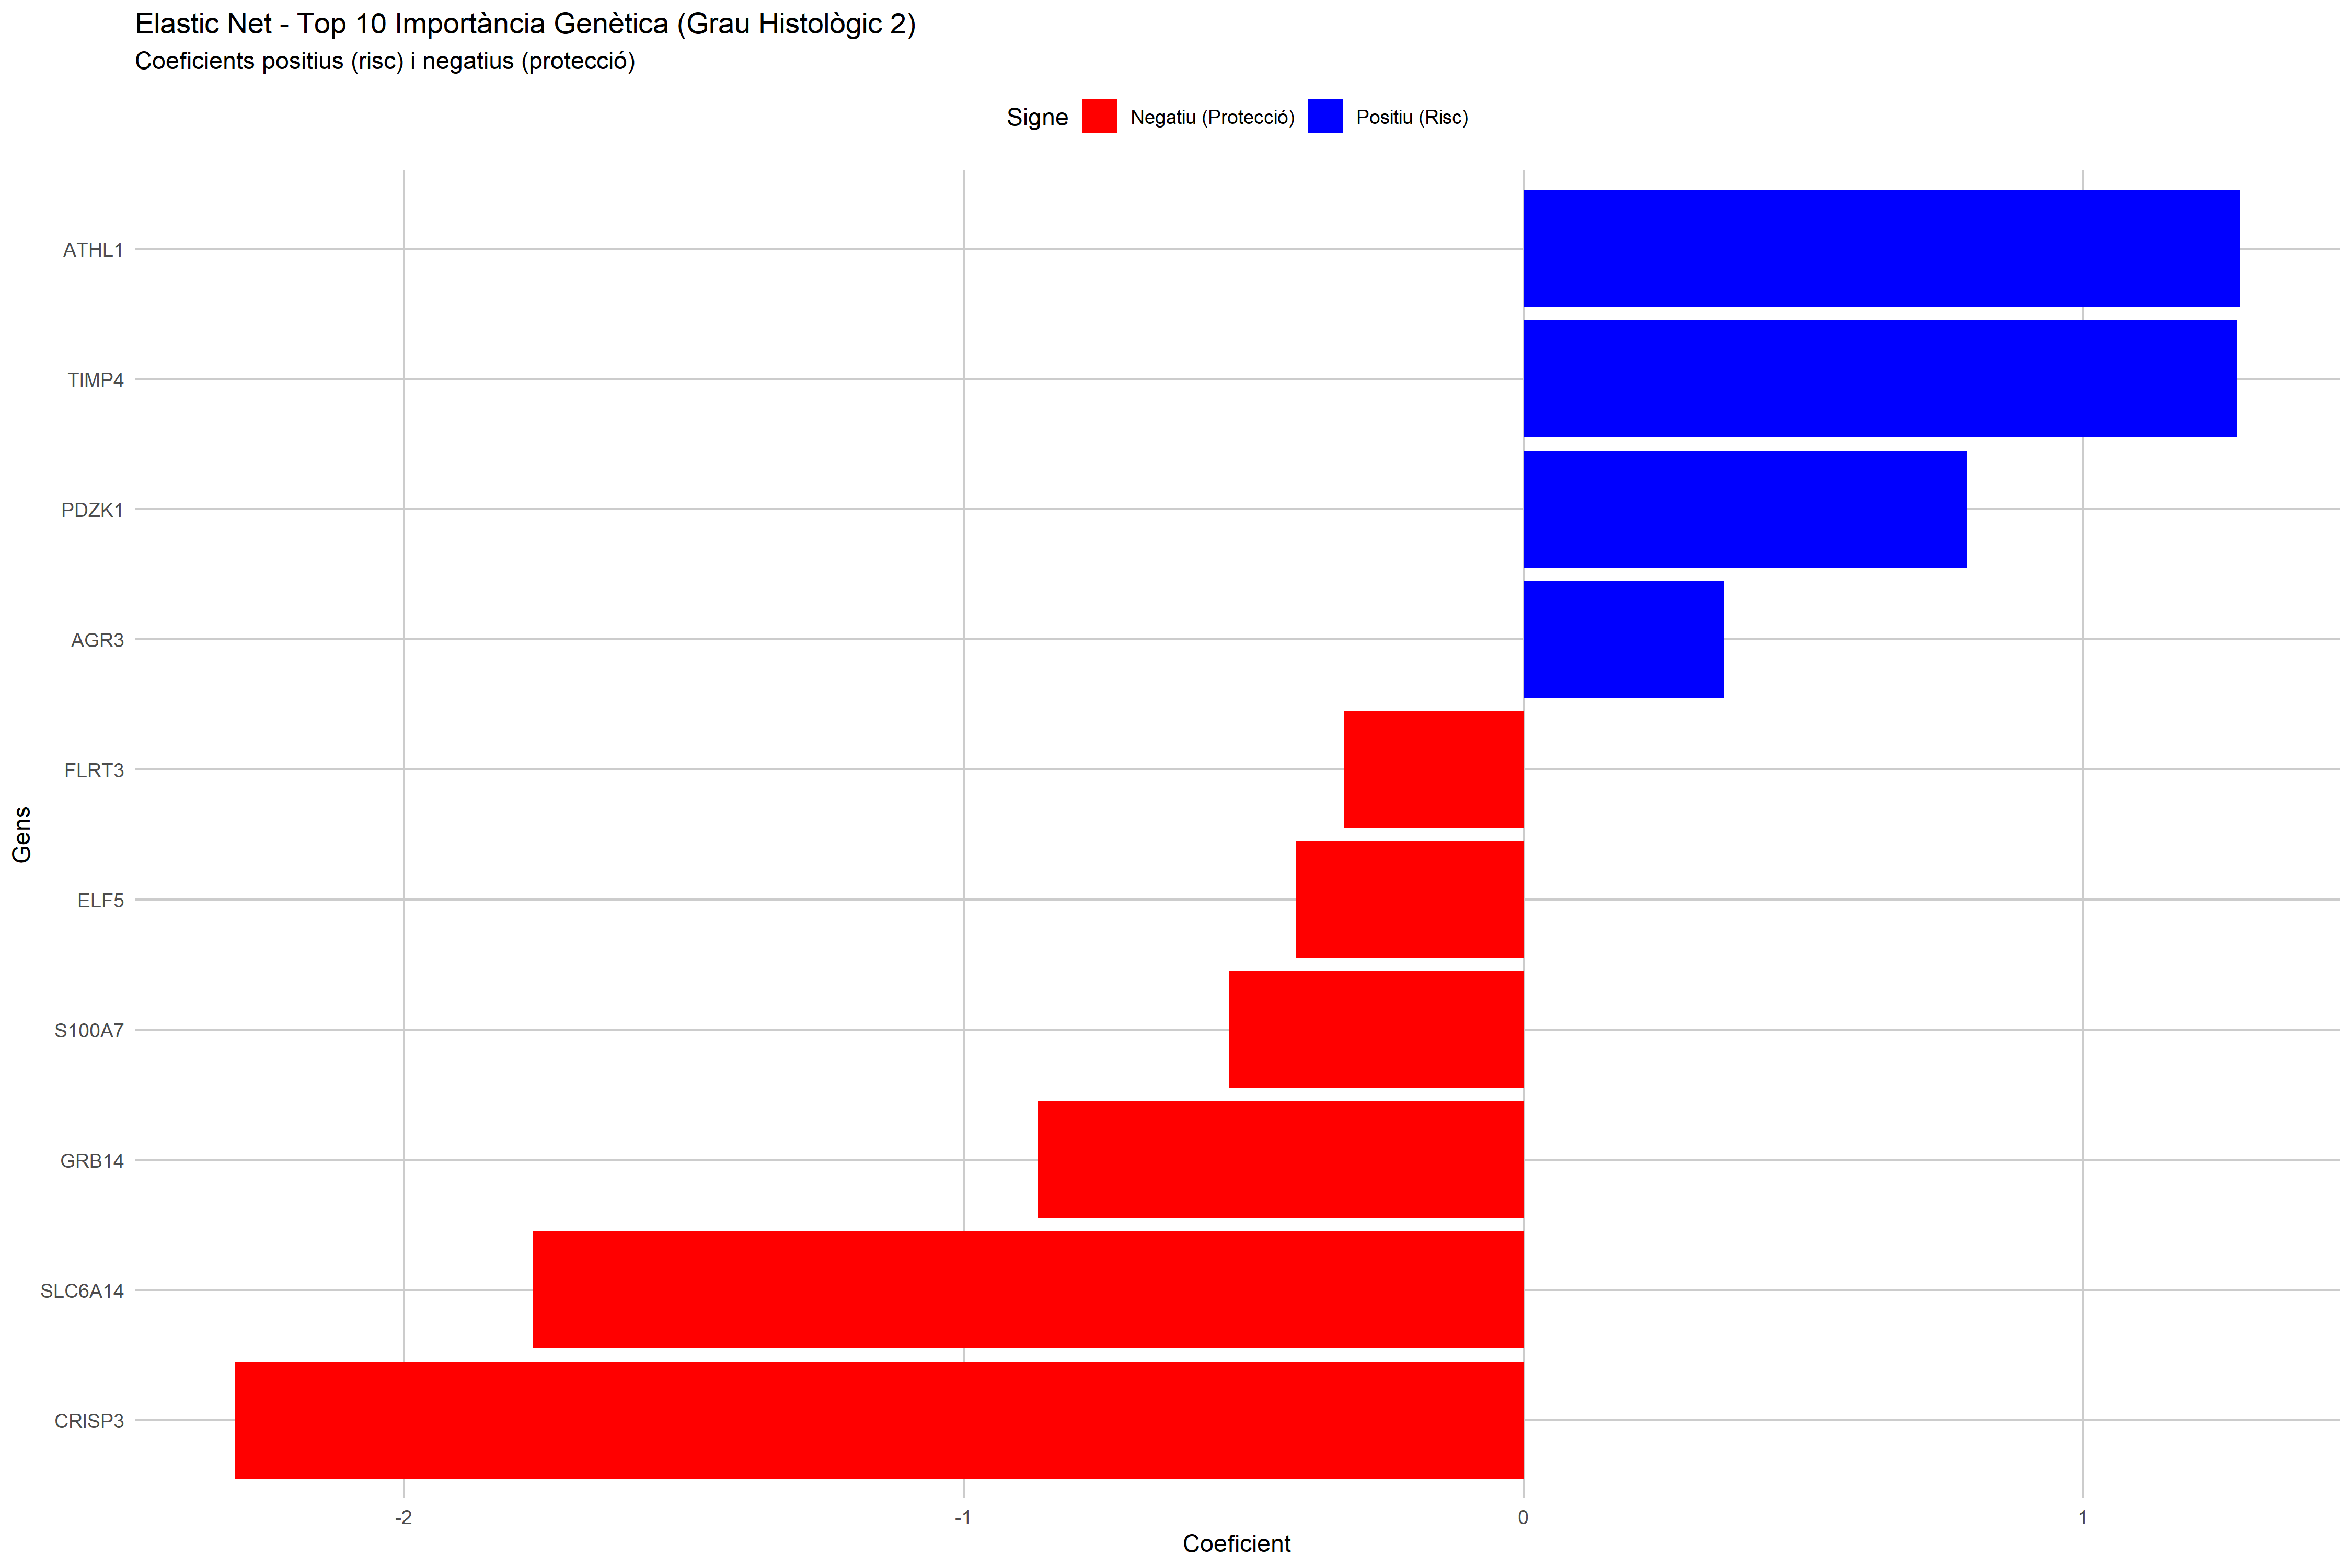 Elastic Net - Top 10 Importància Genètica (Grau Histològic 2)
Coeficients positius (risc) i negatius (protecció)
Signe Negatiu (Protecció) Positiu (Risc)
ATHL1
TIMP4
PDZK1
AGR3
FLRT3
ELF5
S100A7
GRB14
SLC6A14
CRISP3
Gens
-2 -1 0 1
Coeficient